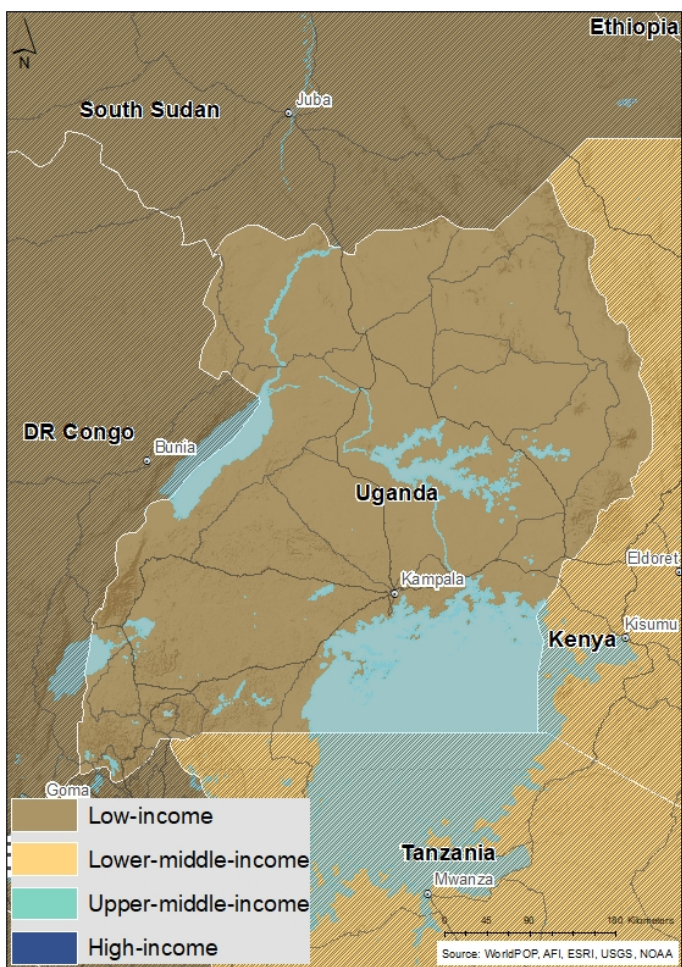 Ethiopia
N
South Sudan
Juba
DR Congo
Bunia
Uganda
Kampala
Eldoret
Kenya
Kisumu
Goma
Low-income
Lower-middle-income
Upper-middle-income
High-income
Tanzania
Mwanza
0 45 90 180 Kilometers
Source: WorldPOP, AFI, ESRI, USGS, NOAA